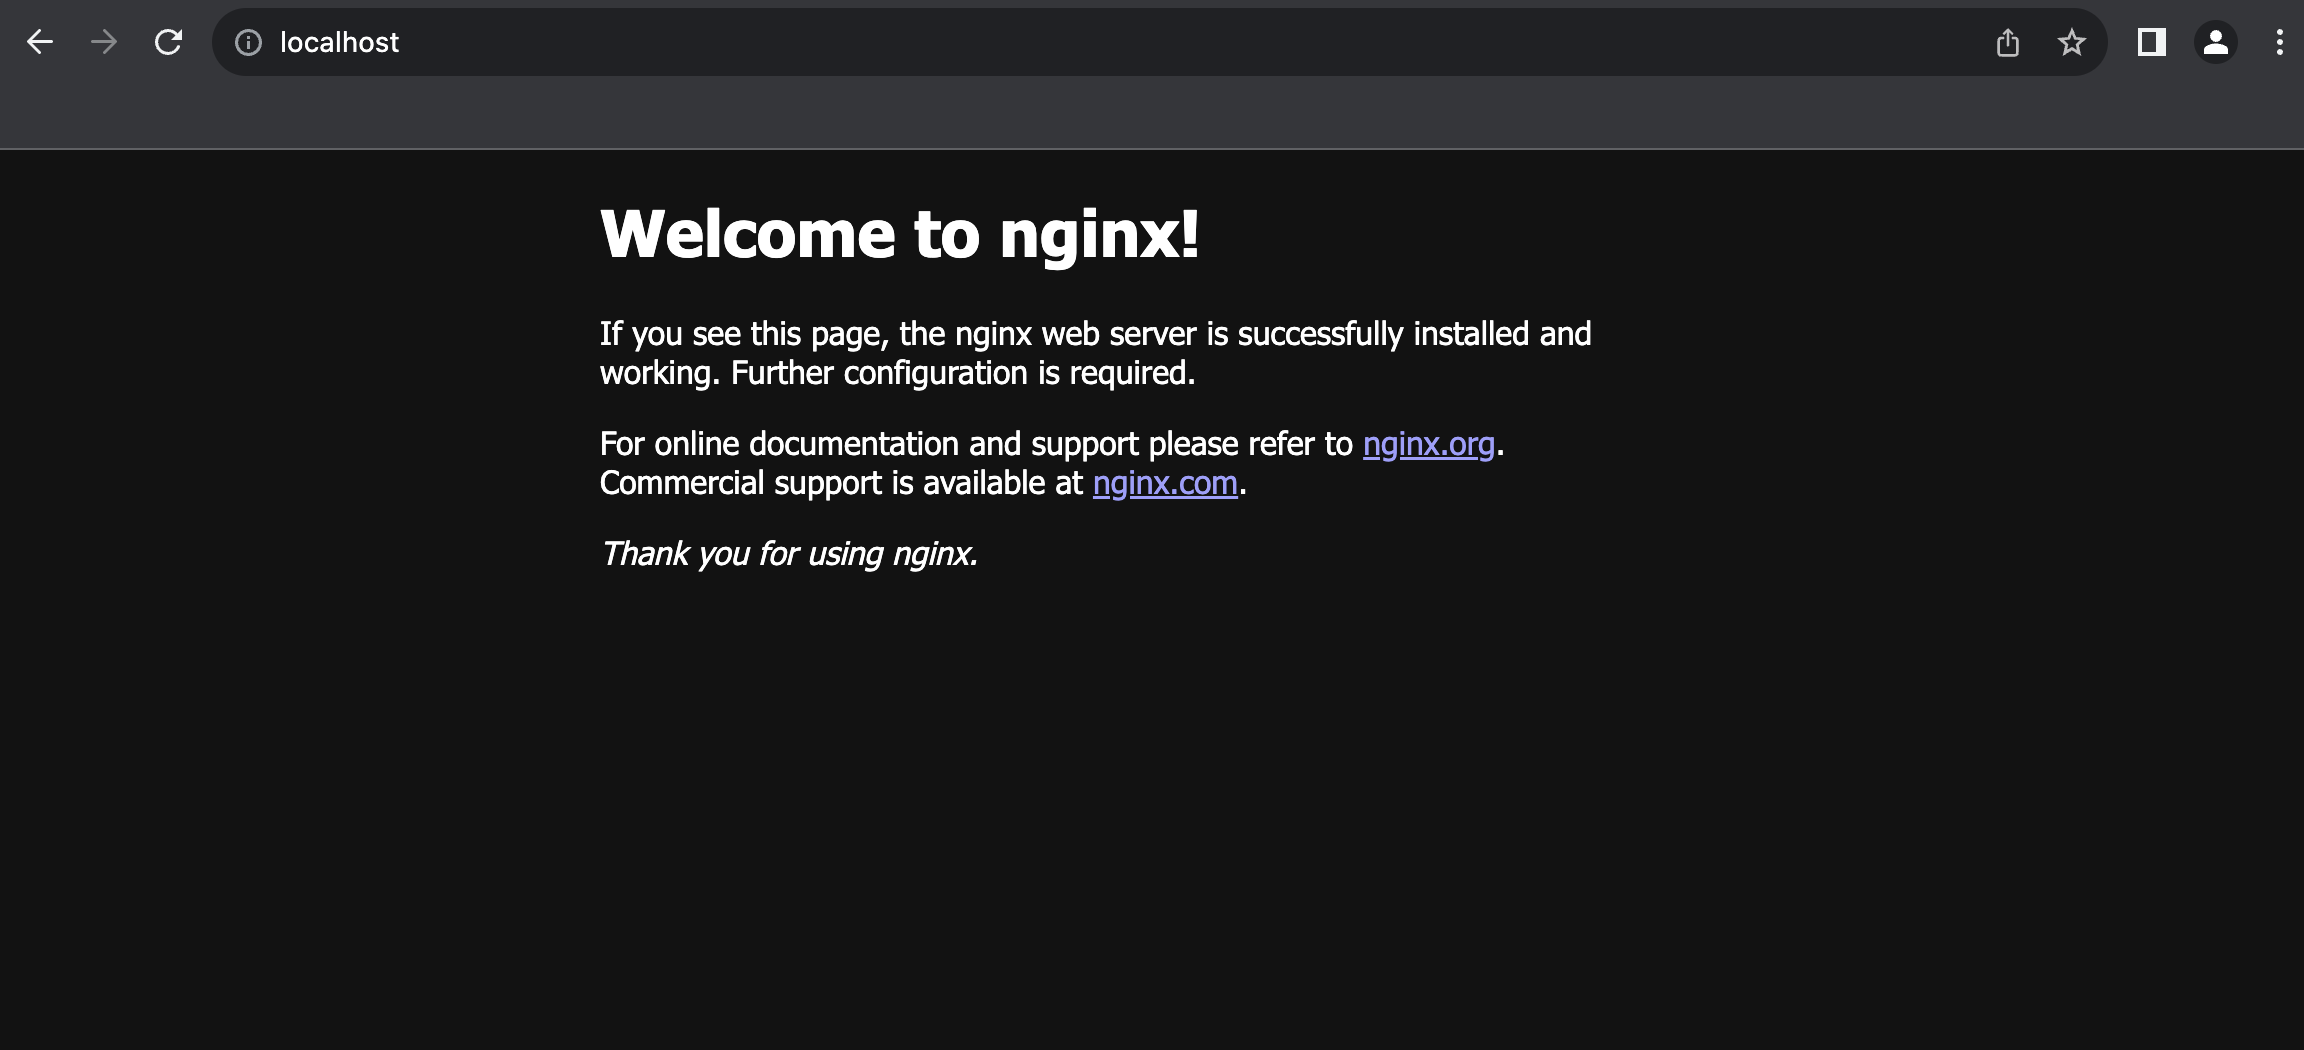 localhost
Welcome to nginx!
If you see this page, the nginx web server is successfully installed and
working. Further configuration is required.
For online documentation and support please refer to nginx.org.
Commercial support is available at nginx.com.
Thank you for using nginx.